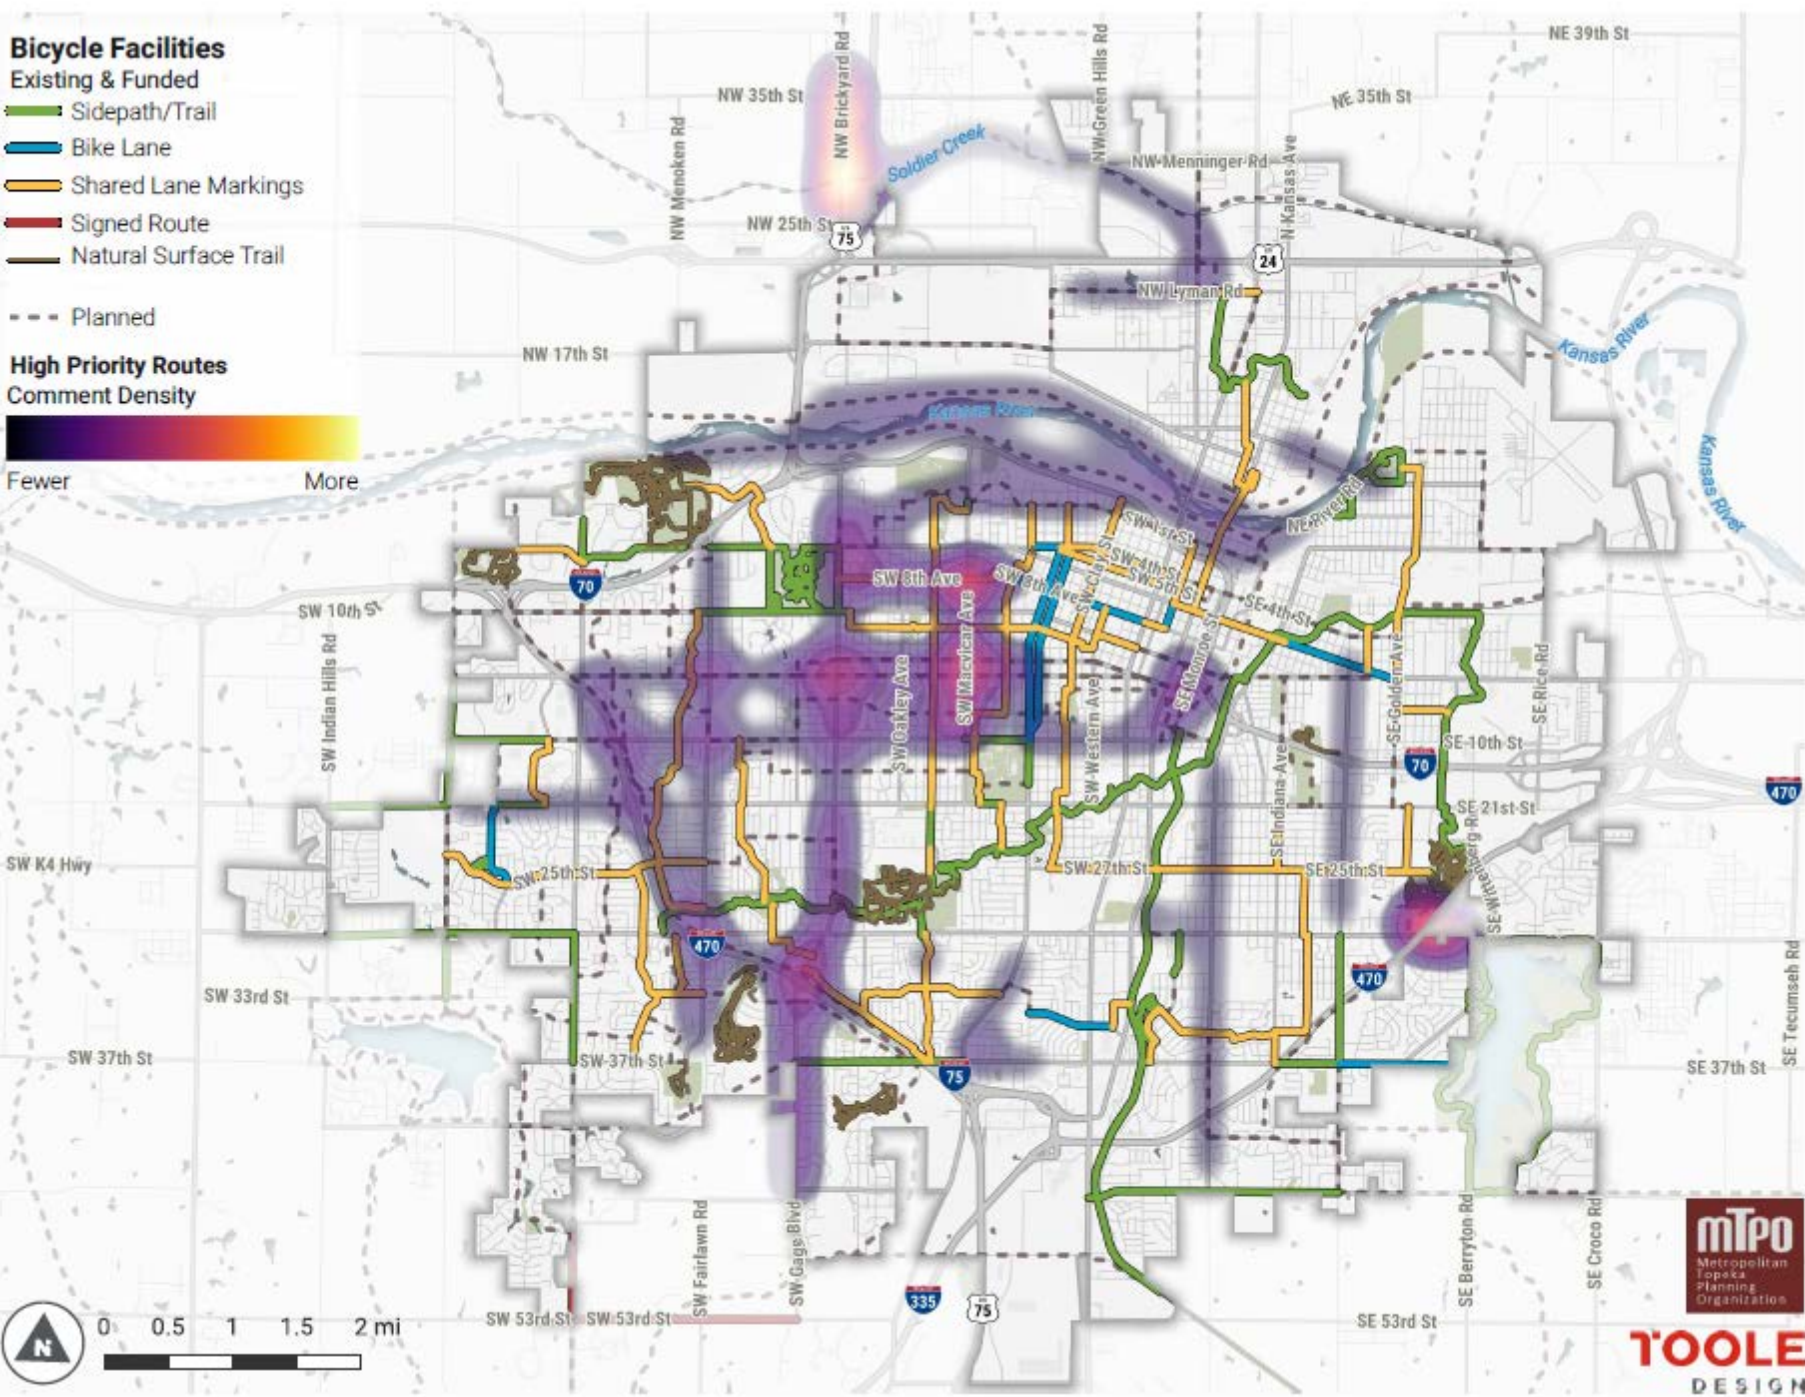 Bicycle Facilities
Existing & Funded
Sidepath/Trail
Bike Lane
Shared Lane Markings
Signed Route
Natural Surface Trail
Planned
High Priority Routes
Comment Density
Fewer
More
NE 39th St
NW 35th St
NW Brickyard Rd
NW Green Hills Rd
NE 35th St
NW Menoken Rd
Soldier Creek
NW Menninger Rd
N Kansas Ave
NW 25th St
75
24
NW Lyman Rd
NW 17th St
Kansas River
Kansas River
Kansas River
NE River Rd
SW 1st St
SW 4th St
SW 5th St
SW 8th Ave
SW 8th Ave
SW Clay St
70
SW 10th St
SE 4th St
SW Indian Hills Rd
SW Oakley Ave
SW Macvicar Ave
SW Western Ave
SE Monroe St
SE Indiana Ave
SE Golden Ave
SE Rice Rd
SE 10th St
70
470
SE 21st St
SE Wittenberg Rd
SW K4 Hwy
SW 25th St
SW 27th St
SE 25th St
470
470
SW 33rd St
SE Tecumseh Rd
SW 37th St
SW 37th St
75
SE 37th St
SW Fairlawn Rd
SW Gage Blvd
SE Berryton Rd
SE Croco Rd
335
75
SW 53rd St
SW 53rd St
SE 53rd St
N
0 0.5 1 1.5 2 mi
mTpo
Metropolitan
Topeka
Planning
Organization
TOOLE
DESIGN